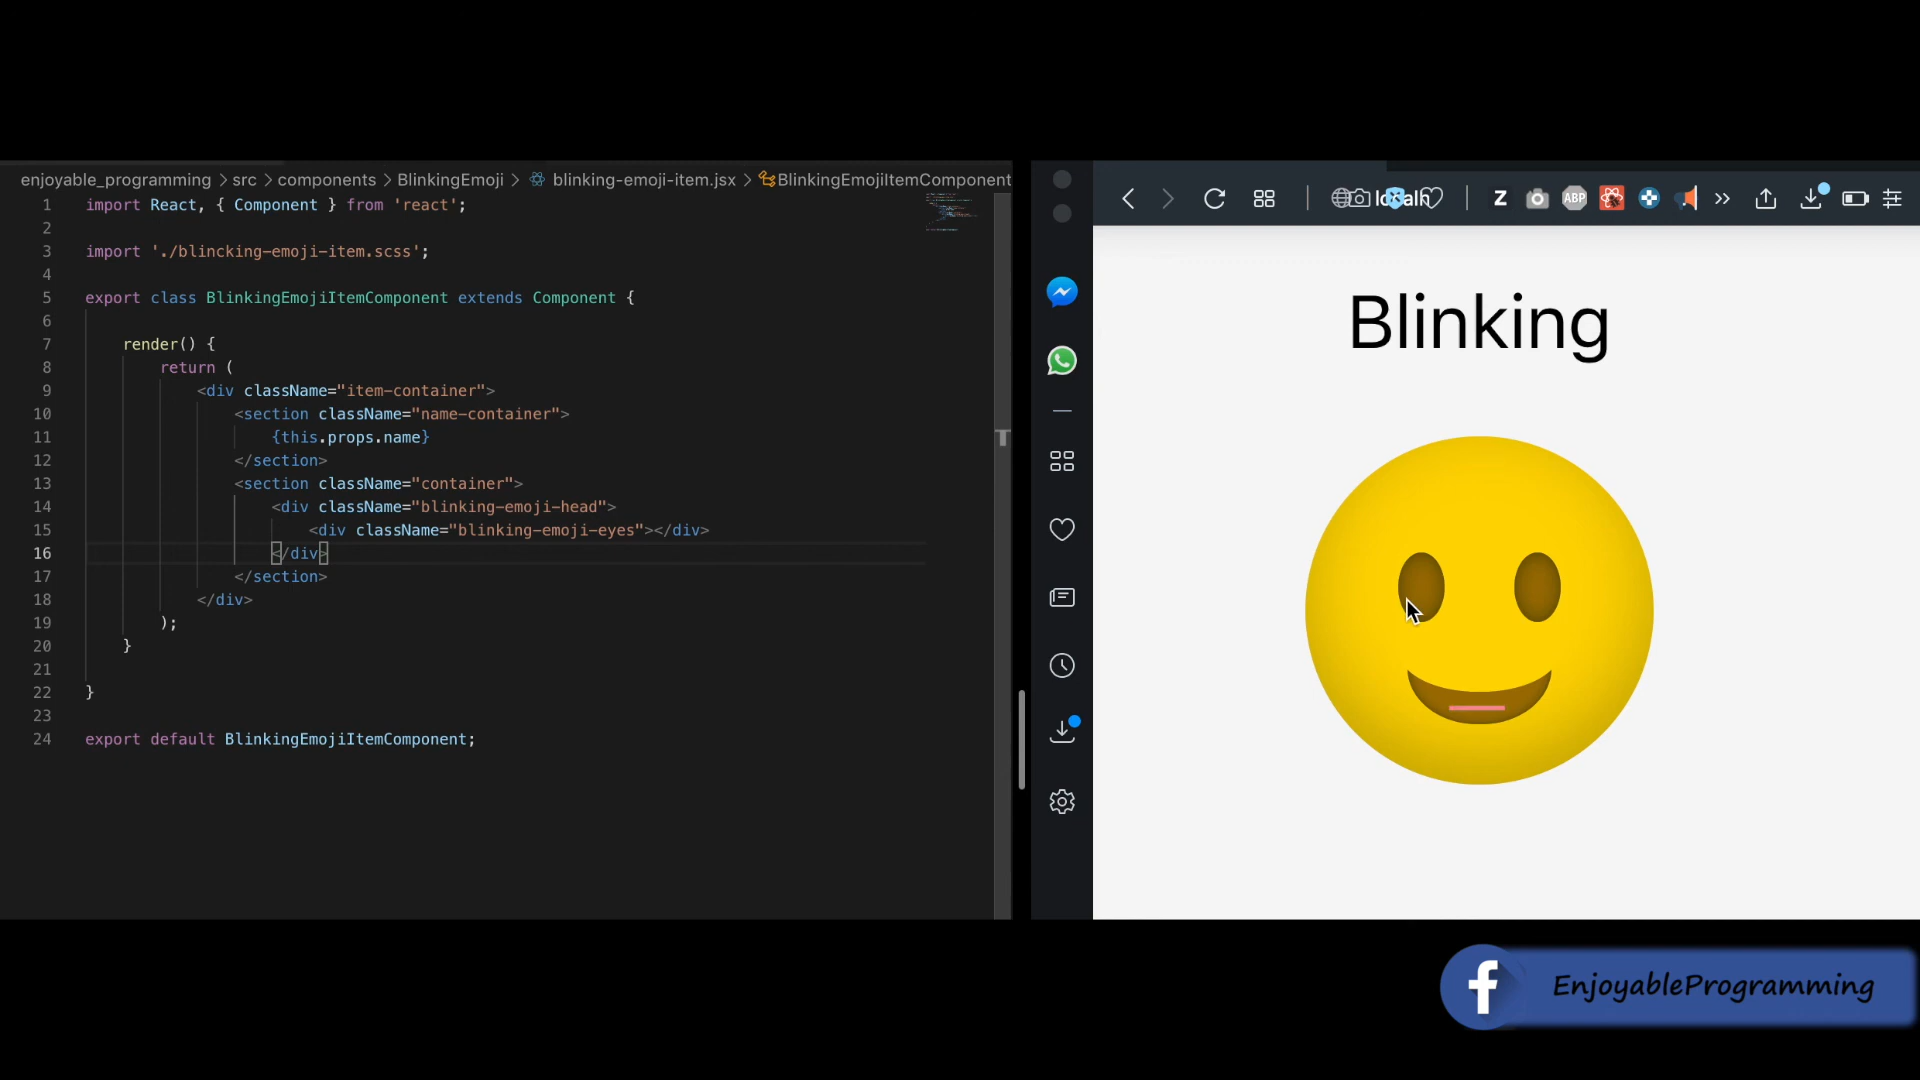 enjoyable_programming > src > components > BlinkingEmoji > blinking-emoji-item.jsx > BlinkingEmojiItemComponent
1 import React, { Component } from 'react';
2
3 import './blincking-emoji-item.scss';
4
5 export class BlinkingEmojiItemComponent extends Component {
6
7 render() {
8 return (
9 <div className="item-container">
10 <section className="name-container">
11 {this.props.name}
12 </section>
13 <section className="container">
14 <div className="blinking-emoji-head">
15 <div className="blinking-emoji-eyes"></div>
16 </div>
17 </section>
18 </div>
19 );
20 }
21
22 }
23
24 export default BlinkingEmojiItemComponent;
Z
ABP
Blinking
EnjoyableProgramming